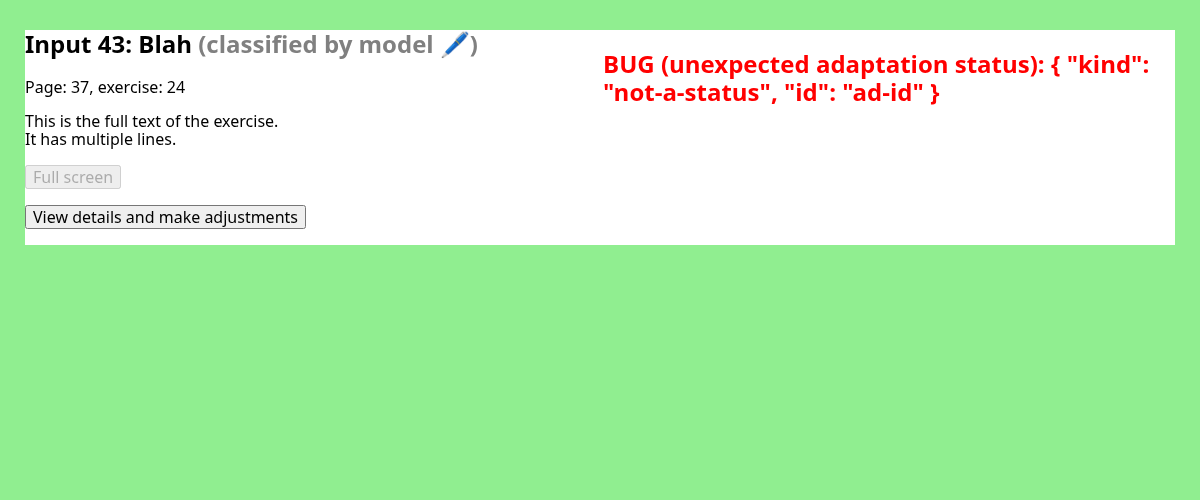 Input 43: Blah (classified by model 🖊️)
Page: 37, exercise: 24
This is the full text of the exercise.
It has multiple lines.
Full screen
View details and make adjustments
BUG (unexpected adaptation status): { "kind":
"not-a-status", "id": "ad-id" }